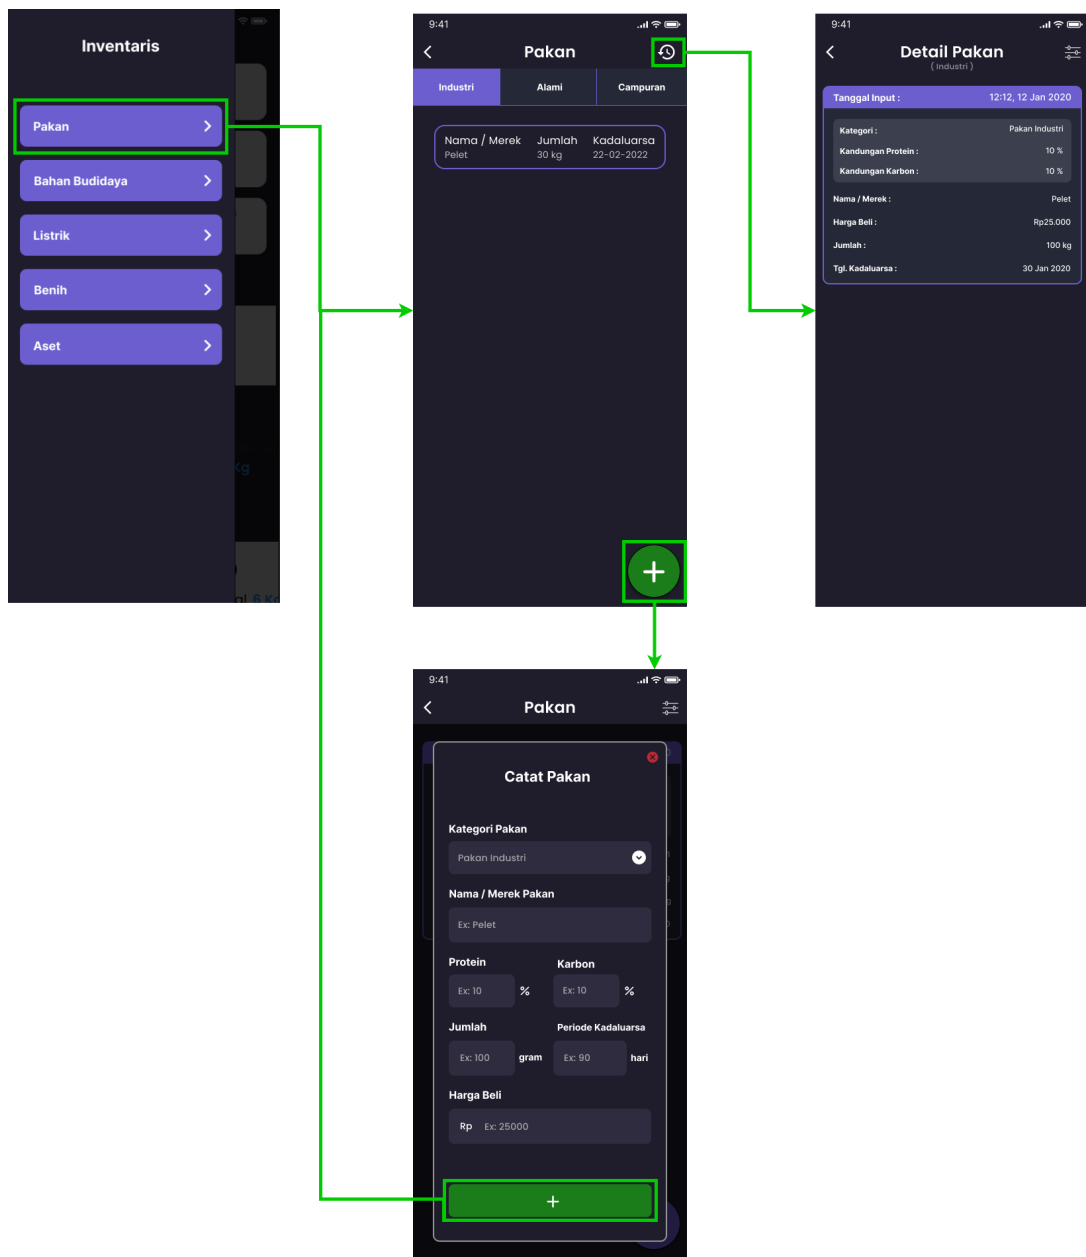 Inventaris
Pakan
Bahan Budidaya
Listrik
Benih
Aset
Kg
al 6 Kg
9:41
Pakan
Industri Alami Campuran
Nama / Merek Jumlah Kadaluarsa
Pelet 30 kg 22-02-2022
9:41
Detail Pakan
( Industri )
Tanggal Input : 12:12, 12 Jan 2020
Kategori : Pakan Industri
Kandungan Protein : 10 %
Kandungan Karbon : 10 %
Nama / Merek : Pelet
Harga Beli : Rp25.000
Jumlah : 100 kg
Tgl. Kadaluarsa : 30 Jan 2020
9:41
Pakan
Catat Pakan
Kategori Pakan
Pakan Industri
Nama / Merek Pakan
Ex: Pelet
Protein Karbon
Ex: 10 % Ex: 10 %
Jumlah Periode Kadaluarsa
Ex: 100 gram Ex: 90 hari
Harga Beli
Rp Ex: 25000
+